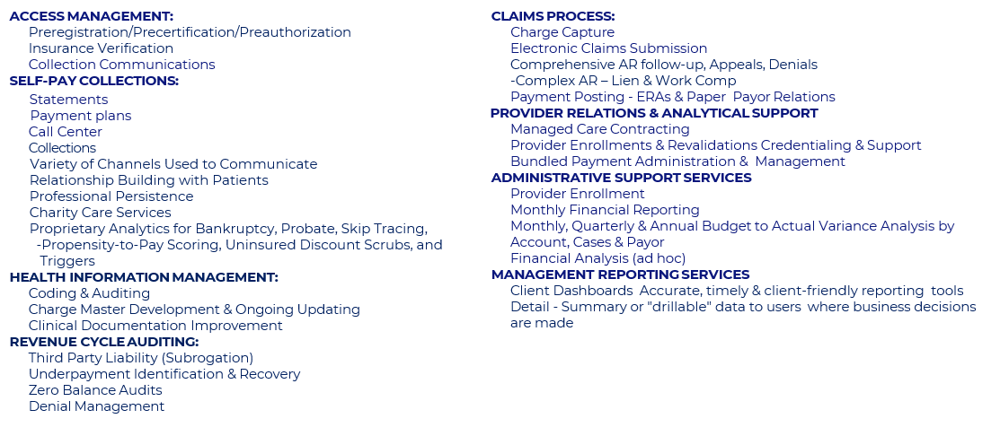 ACCESS MANAGEMENT:
Preregistration/Precertification/Preauthorization
Insurance Verification
Collection Communications
SELF-PAY COLLECTIONS:
Statements
Payment plans
Call Center
Collections
Variety of Channels Used to Communicate
Relationship Building with Patients
Professional Persistence
Charity Care Services
Proprietary Analytics for Bankruptcy, Probate, Skip Tracing,
-Propensity-to-Pay Scoring, Uninsured Discount Scrubs, and
Triggers
HEALTH INFORMATION MANAGEMENT:
Coding & Auditing
Charge Master Development & Ongoing Updating
Clinical Documentation Improvement
REVENUE CYCLE AUDITING:
Third Party Liability (Subrogation)
Underpayment Identification & Recovery
Zero Balance Audits
Denial Management
CLAIMS PROCESS:
Charge Capture
Electronic Claims Submission
Comprehensive AR follow-up, Appeals, Denials
-Complex AR – Lien & Work Comp
Payment Posting - ERAs & Paper  Payor Relations
PROVIDER RELATIONS & ANALYTICAL SUPPORT
Managed Care Contracting
Provider Enrollments & Revalidations Credentialing & Support
Bundled Payment Administration &  Management
ADMINISTRATIVE SUPPORT SERVICES
Provider Enrollment
Monthly Financial Reporting
Monthly, Quarterly & Annual Budget to Actual Variance Analysis by
Account, Cases & Payor
Financial Analysis (ad hoc)
MANAGEMENT  REPORTING SERVICES
Client Dashboards  Accurate, timely & client-friendly reporting  tools
Detail - Summary or "drillable" data to users  where business decisions
are made